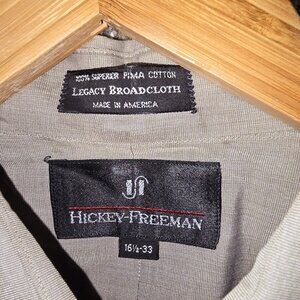 100% SUPERIOR PIMA COTTON
LEGACY BROADCLOTH
MADE IN AMERICA
HICKEY-FREEMAN
16½-33